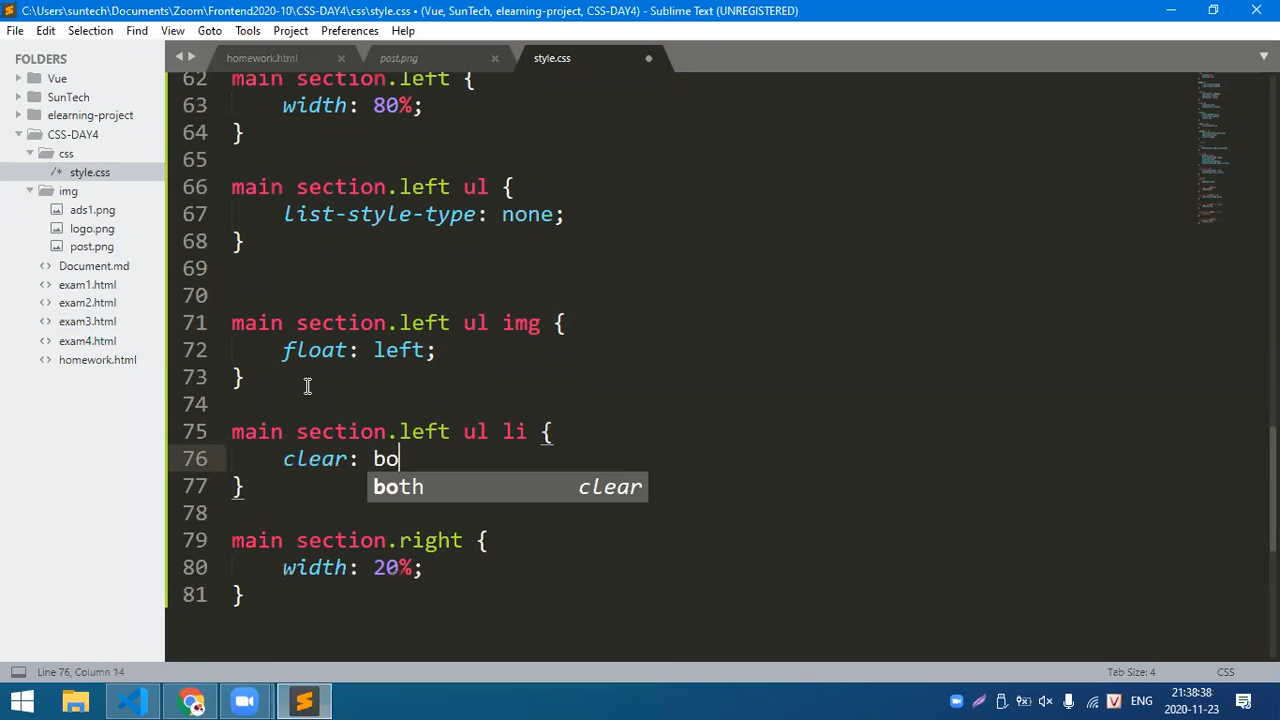 C:\Users\suntech\Documents\Zoom\Frontend2020-10\CSS-DAY4\css\style.css • (Vue, SunTech, elearning-project, CSS-DAY4) - Sublime Text (UNREGISTERED)
File Edit Selection Find View Goto Tools Project Preferences Help
FOLDERS
Vue
SunTech
elearning-project
CSS-DAY4
css
/* style.css
img
ads1.png
logo.png
post.png
<> Document.md
<> exam1.html
<> exam2.html
<> exam3.html
<> exam4.html
<> homework.html
homework.html × post.png × style.css
62 main section.left {
63 width: 80%;
64 }
65
66 main section.left ul {
67 list-style-type: none;
68 }
69
70
71 main section.left ul img {
72 float: left;
73 }
74
75 main section.left ul li {
76 clear: bo
77 }
both clear
78
79 main section.right {
80 width: 20%;
81 }
Line 76, Column 14
Tab Size: 4 CSS
V ENG
21:38:38
2020-11-23